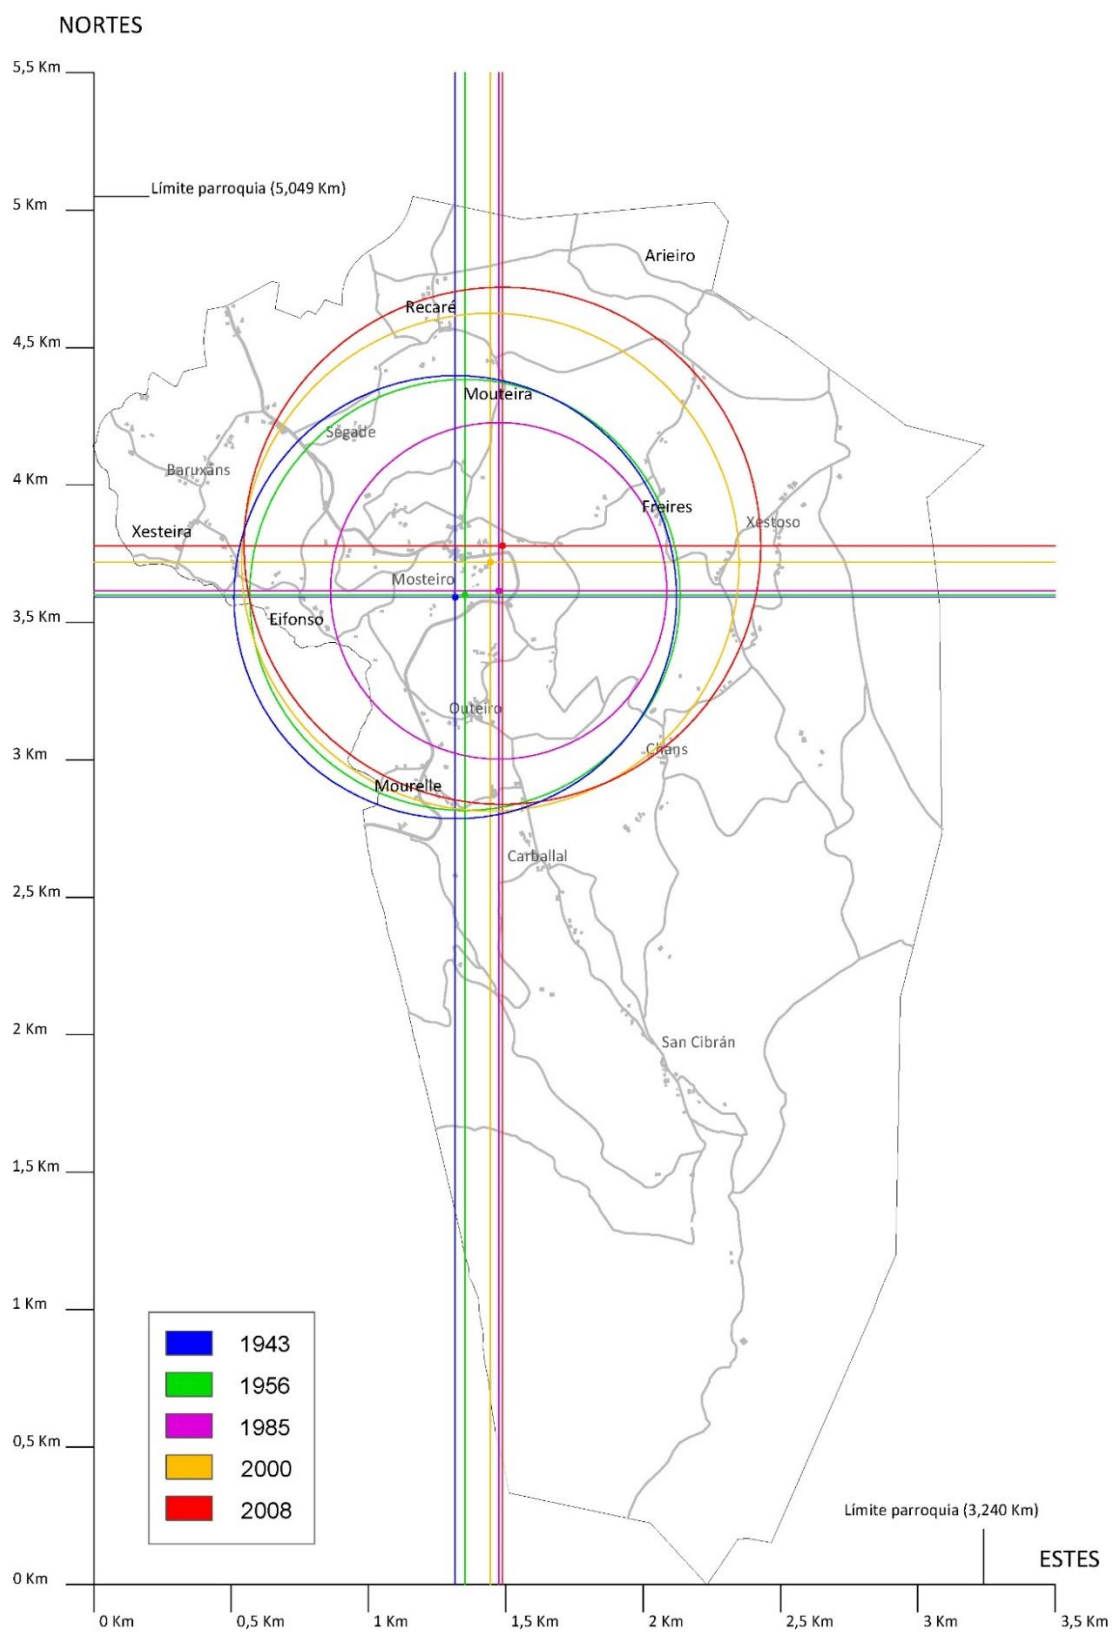 NORTES
5,5 Km
Límite parroquia (5,049 Km)
5 Km
Arieiro
Recaré
4,5 Km
Mouteira
Segade
Baruxáns
4 Km
Freires
Xestoso
Xesteira
Mosteiro
3,5 Km
Eifonso
Outeiro
3 Km
Chans
Mourelle
Carballal
2,5 Km
2 Km
San Cibrán
1,5 Km
1 Km
1943
1956
1985
2000
2008
0,5 Km
Límite parroquia (3,240 Km)
ESTES
0 Km
0 Km 0,5 Km 1 Km 1,5 Km 2 Km 2,5 Km 3 Km 3,5 Km